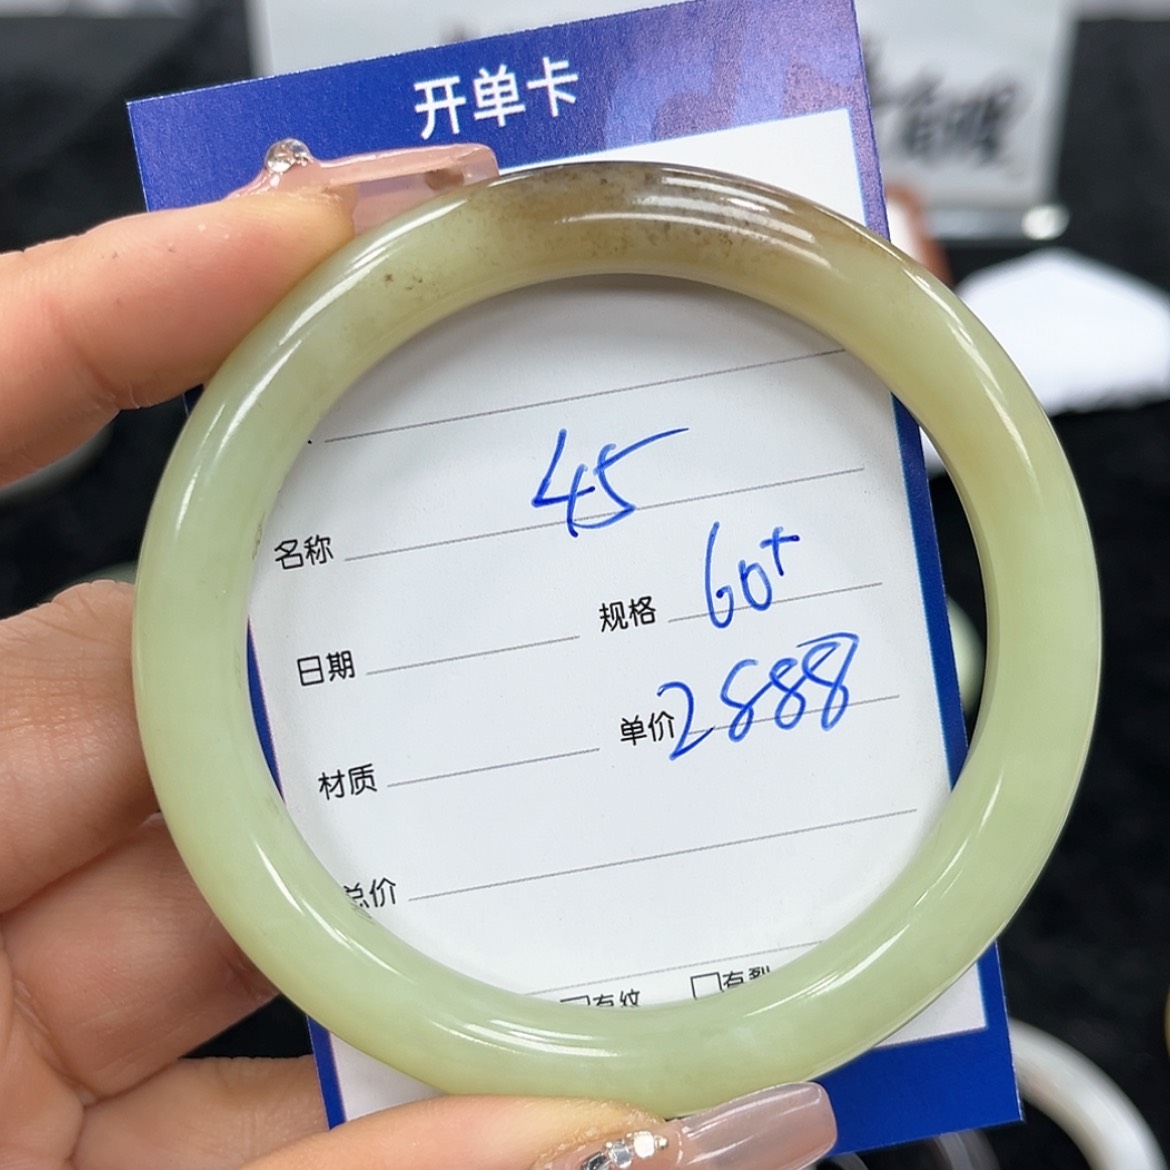 开单卡
45
名称
规格 60+
日期
单价 2888
材质
总价
有纹 有裂